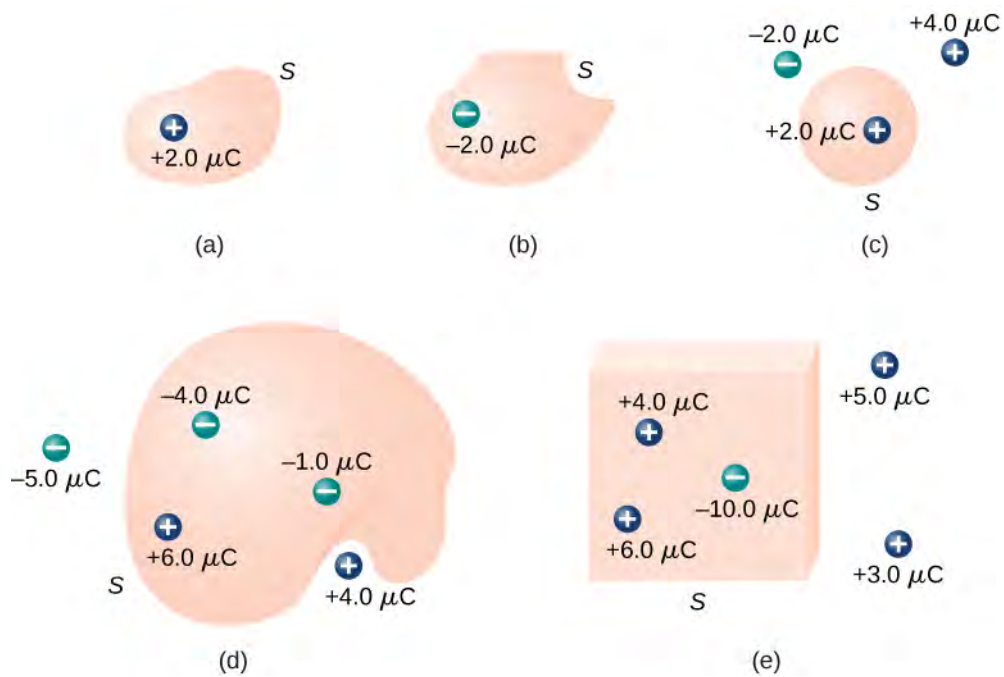 S
+2.0 μC
(a)
S
–2.0 μC
(b)
–2.0 μC
+4.0 μC
+2.0 μC
S
(c)
–4.0 μC
–5.0 μC
–1.0 μC
+6.0 μC
S
+4.0 μC
(d)
+5.0 μC
+4.0 μC
–10.0 μC
+6.0 μC
+3.0 μC
S
(e)